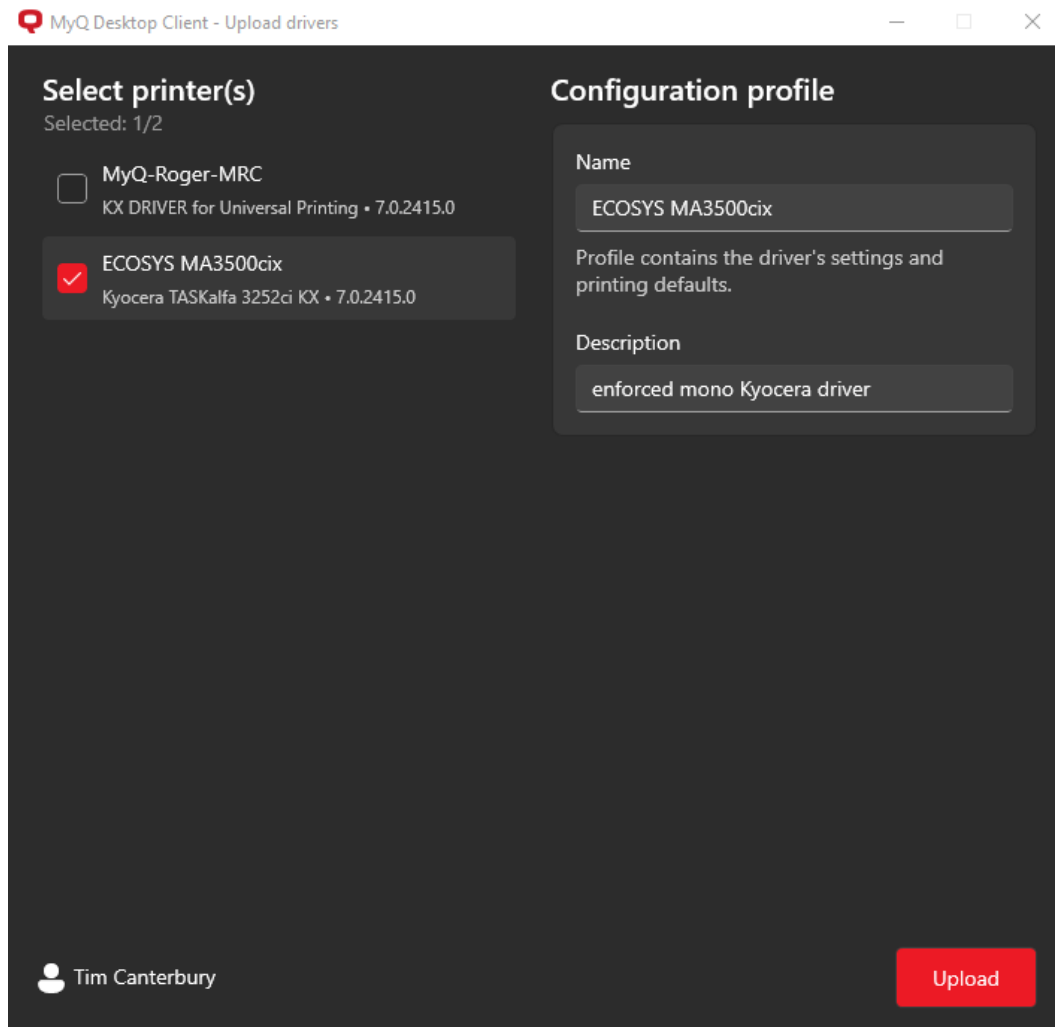 MyQ Desktop Client - Upload drivers
Select printer(s)
Selected: 1/2
MyQ-Roger-MRC
KX DRIVER for Universal Printing • 7.0.2415.0
ECOSYS MA3500cix
Kyocera TASKalfa 3252ci KX • 7.0.2415.0
Configuration profile
Name
ECOSYS MA3500cix
Profile contains the driver's settings and
printing defaults.
Description
enforced mono Kyocera driver
Tim Canterbury
Upload